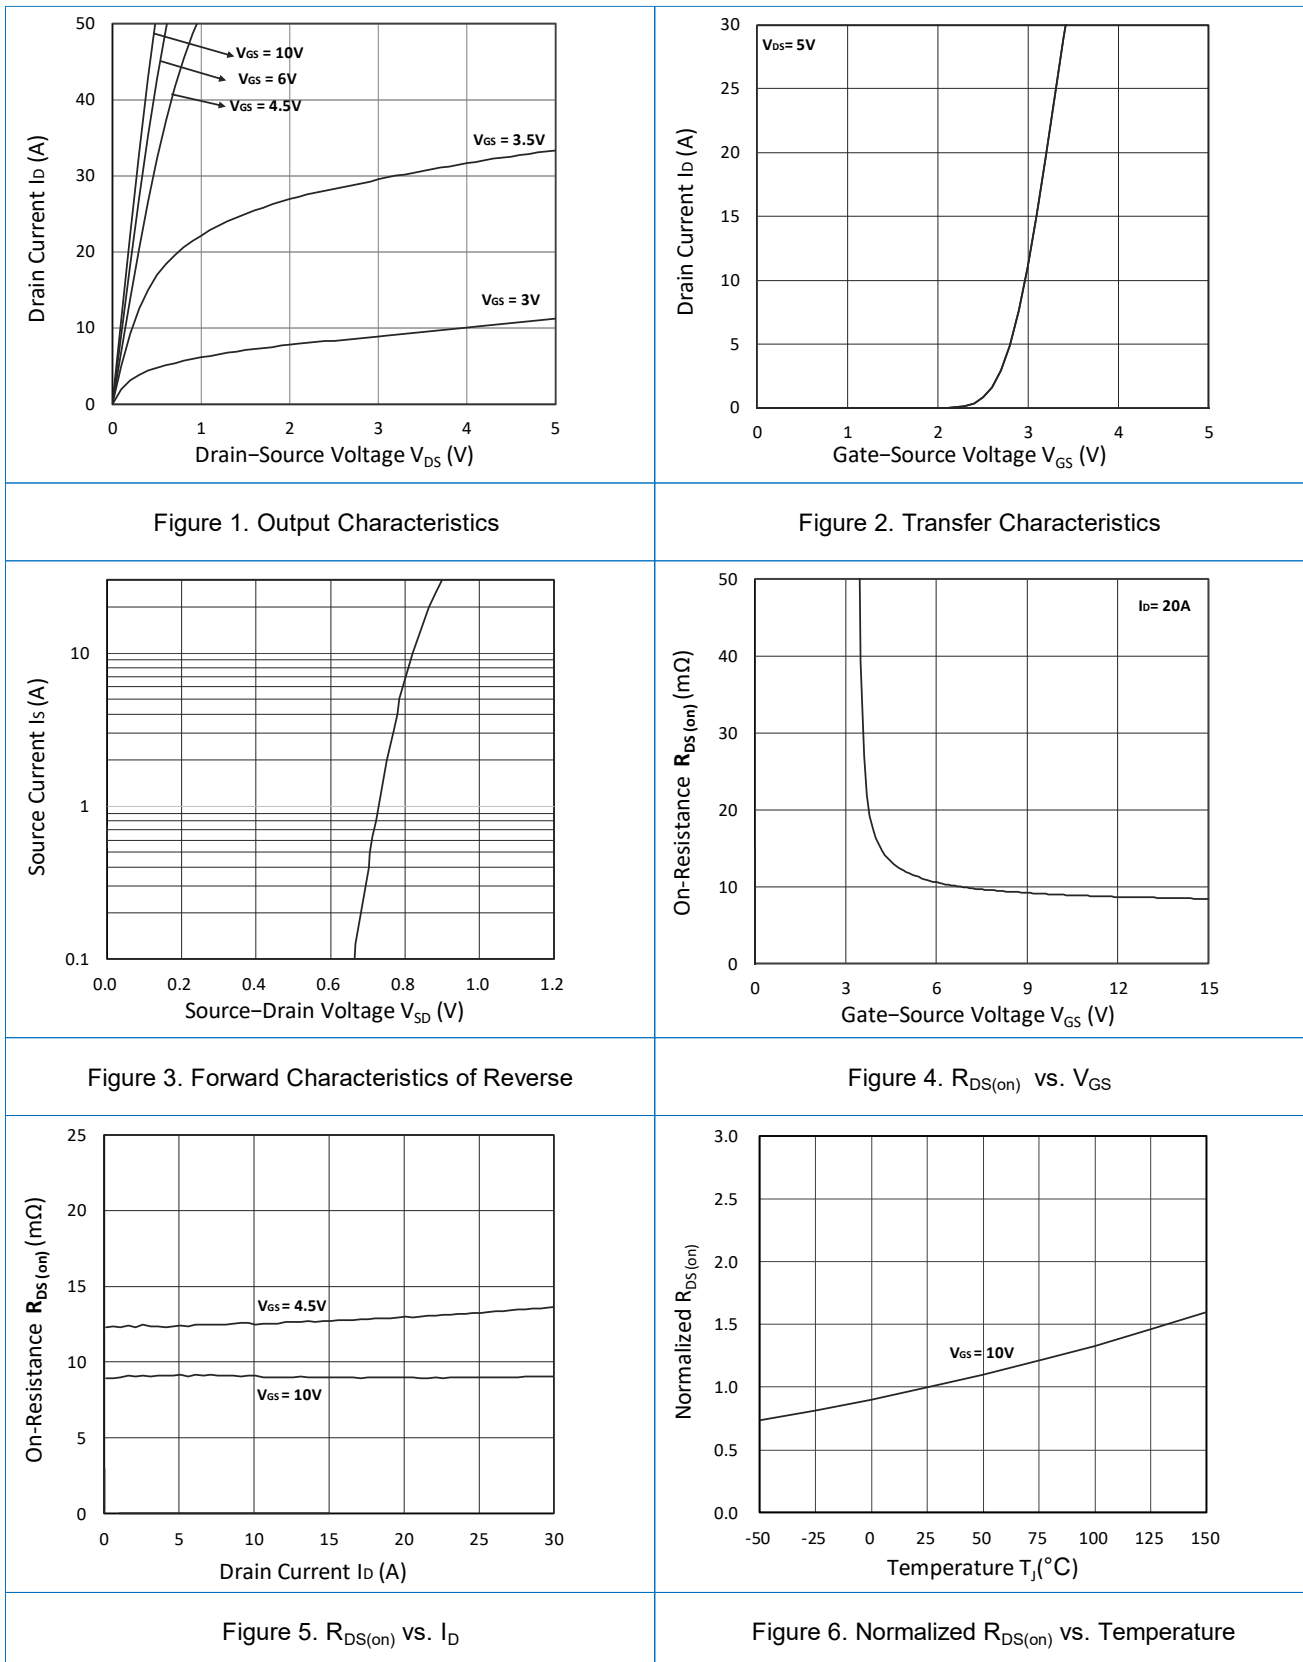 50
40
30
20
10
0
0 1 2 3 4 5
Drain Current ID (A)
Drain−Source Voltage VDS (V)
VGS = 10V
VGS = 6V
VGS = 4.5V
VGS = 3.5V
VGS = 3V
30
25
20
15
10
5
0
0 1 2 3 4 5
Drain Current ID (A)
Gate−Source Voltage VGS (V)
VDS= 5V
Figure 1. Output Characteristics
Figure 2. Transfer Characteristics
10
1
0.1
0.0 0.2 0.4 0.6 0.8 1.0 1.2
Source Current IS (A)
Source−Drain Voltage VSD (V)
50
40
30
20
10
0
0 3 6 9 12 15
On-Resistance RDS(on) (mΩ)
Gate−Source Voltage VGS (V)
ID= 20A
Figure 3. Forward Characteristics of Reverse
Figure 4. RDS(on) vs. VGS
25
20
15
10
5
0
0 5 10 15 20 25 30
On-Resistance RDS(on) (mΩ)
Drain Current ID (A)
VGS = 4.5V
VGS = 10V
3.0
2.5
2.0
1.5
1.0
0.5
0.0
-50 -25 0 25 50 75 100 125 150
Normalized RDS(on)
Temperature TJ(°C)
VGS = 10V
Figure 5. RDS(on) vs. ID
Figure 6. Normalized RDS(on) vs. Temperature